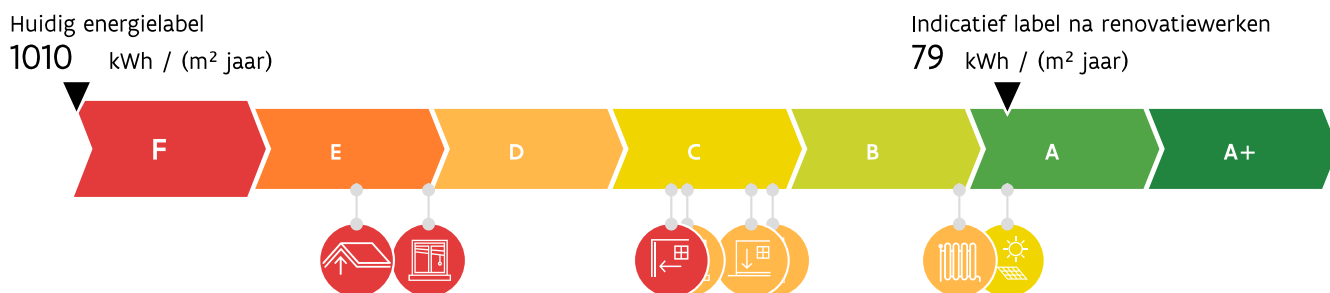 Huidig energielabel
1010 kWh / (m² jaar)
Indicatief label na renovatiewerken
79 kWh / (m² jaar)
F E D C B A A+